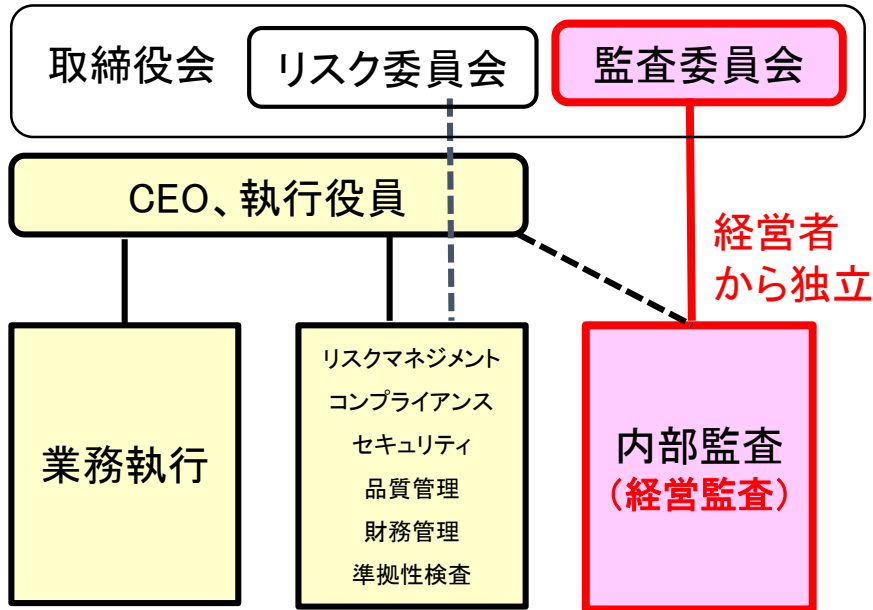 取締役会
リスク委員会
監査委員会
CEO、執行役員
経営者
から独立
業務執行
リスクマネジメント
コンプライアンス
セキュリティ
品質管理
財務管理
準拠性検査
内部監査
（経営監査）